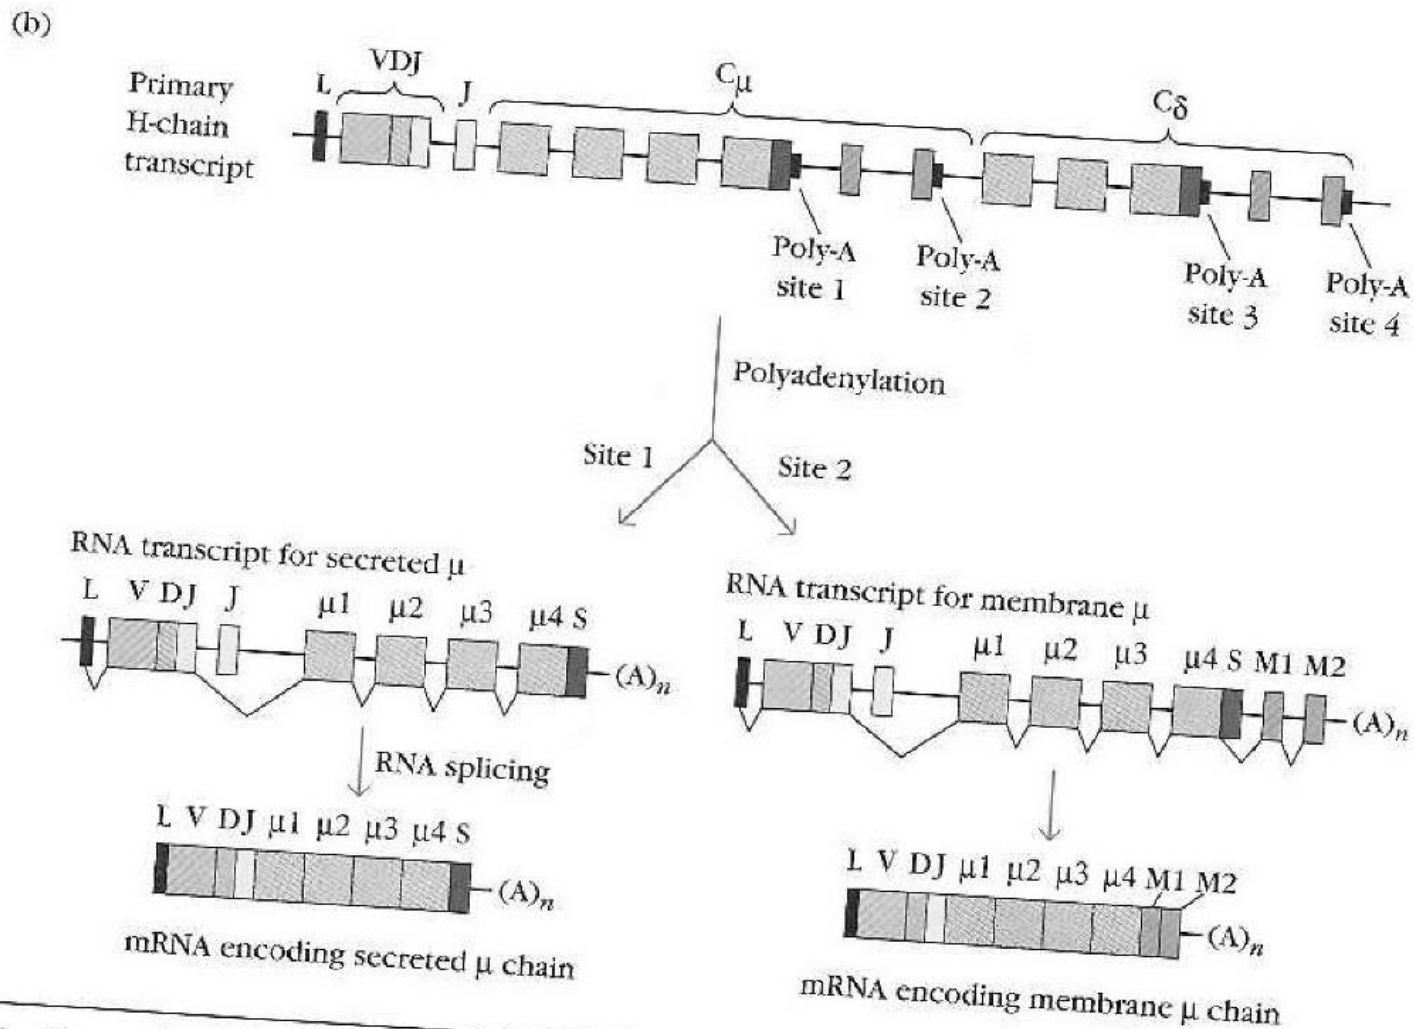 (b)
Primary
H-chain
transcript
L VDJ J Cμ Cδ
Poly-A
site 1
Poly-A
site 2
Poly-A
site 3
Poly-A
site 4
Polyadenylation
Site 1
Site 2
RNA transcript for secreted μ
L V DJ J μ1 μ2 μ3 μ4 S
(A)n
RNA splicing
L V DJ μ1 μ2 μ3 μ4 S
(A)n
mRNA encoding secreted μ chain
RNA transcript for membrane μ
L V DJ J μ1 μ2 μ3 μ4 S M1 M2
(A)n
L V DJ μ1 μ2 μ3 μ4 M1 M2
(A)n
mRNA encoding membrane μ chain